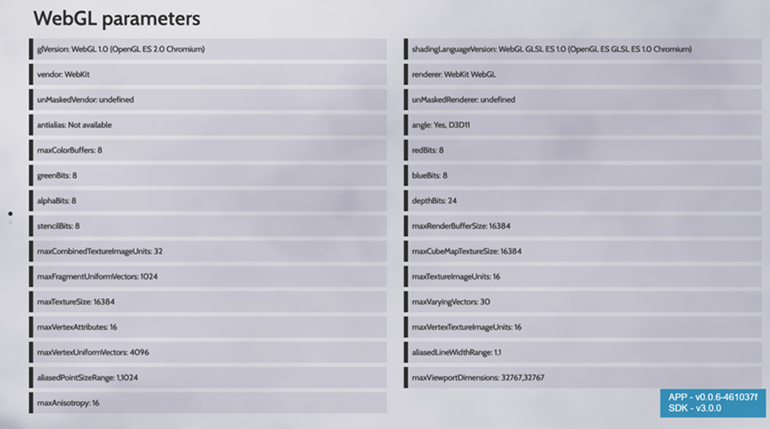 WebGL parameters
glVersion: WebGL 1.0 (OpenGL ES 2.0 Chromium)
shadingLanguageVersion: WebGL GLSL ES 1.0 (OpenGL ES GLSL ES 1.0 Chromium)
vendor: WebKit
renderer: WebKit WebGL
unMaskedVendor: undefined
unMaskedRenderer: undefined
antialias: Not available
angle: Yes, D3D11
maxColorBuffers: 8
redBits: 8
greenBits: 8
blueBits: 8
alphaBits: 8
depthBits: 24
stencilBits: 8
maxRenderBufferSize: 16384
maxCombinedTextureImageUnits: 32
maxCubeMapTextureSize: 16384
maxFragmentUniformVectors: 1024
maxTextureImageUnits: 16
maxTextureSize: 16384
maxVaryingVectors: 30
maxVertexAttributes: 16
maxVertexTextureImageUnits: 16
maxVertexUniformVectors: 4096
aliasedLineWidthRange: 1,1
aliasedPointSizeRange: 1,1024
maxViewportDimensions: 32767,32767
maxAnisotropy: 16
APP - v0.0.6-461037f
SDK - v3.0.0